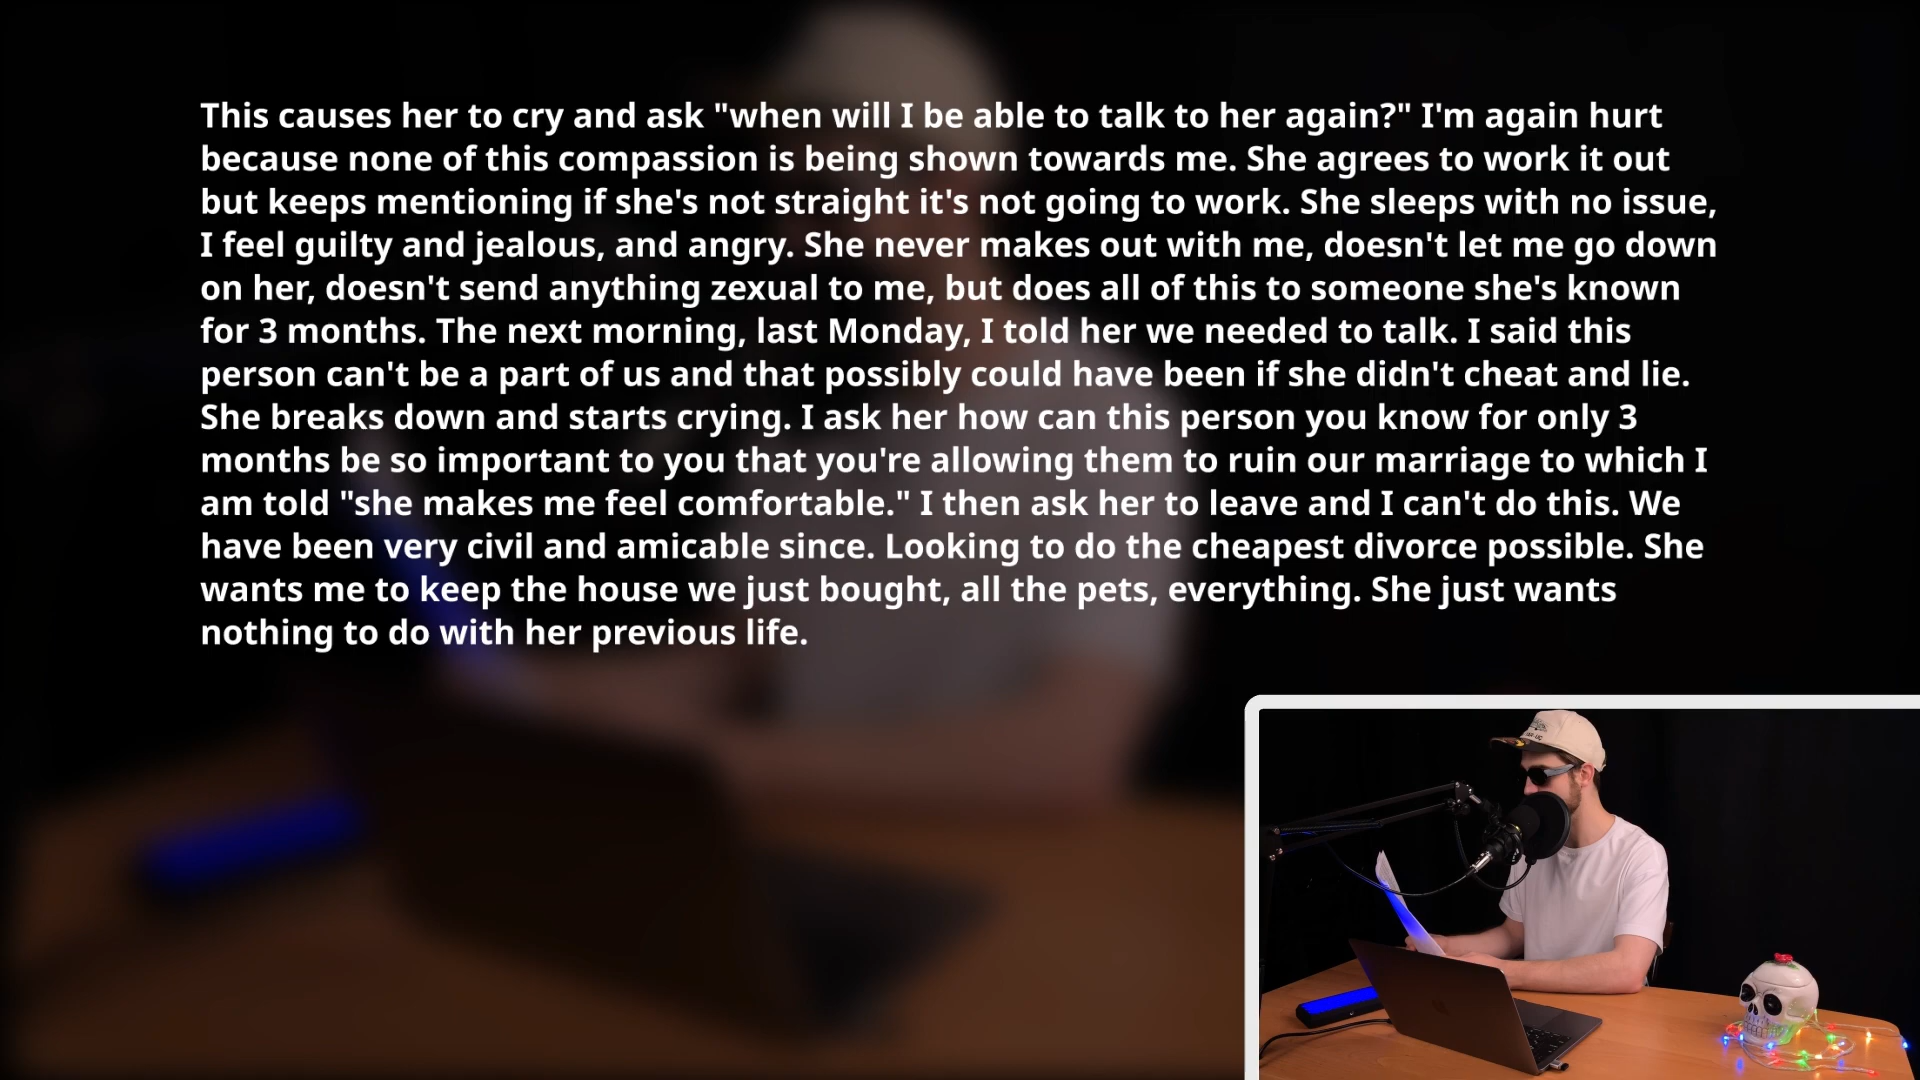 This causes her to cry and ask "when will I be able to talk to her again?" I'm again hurt
because none of this compassion is being shown towards me. She agrees to work it out
but keeps mentioning if she's not straight it's not going to work. She sleeps with no issue,
I feel guilty and jealous, and angry. She never makes out with me, doesn't let me go down
on her, doesn't send anything zexual to me, but does all of this to someone she's known
for 3 months. The next morning, last Monday, I told her we needed to talk. I said this
person can't be a part of us and that possibly could have been if she didn't cheat and lie.
She breaks down and starts crying. I ask her how can this person you know for only 3
months be so important to you that you're allowing them to ruin our marriage to which I
am told "she makes me feel comfortable." I then ask her to leave and I can't do this. We
have been very civil and amicable since. Looking to do the cheapest divorce possible. She
wants me to keep the house we just bought, all the pets, everything. She just wants
nothing to do with her previous life.